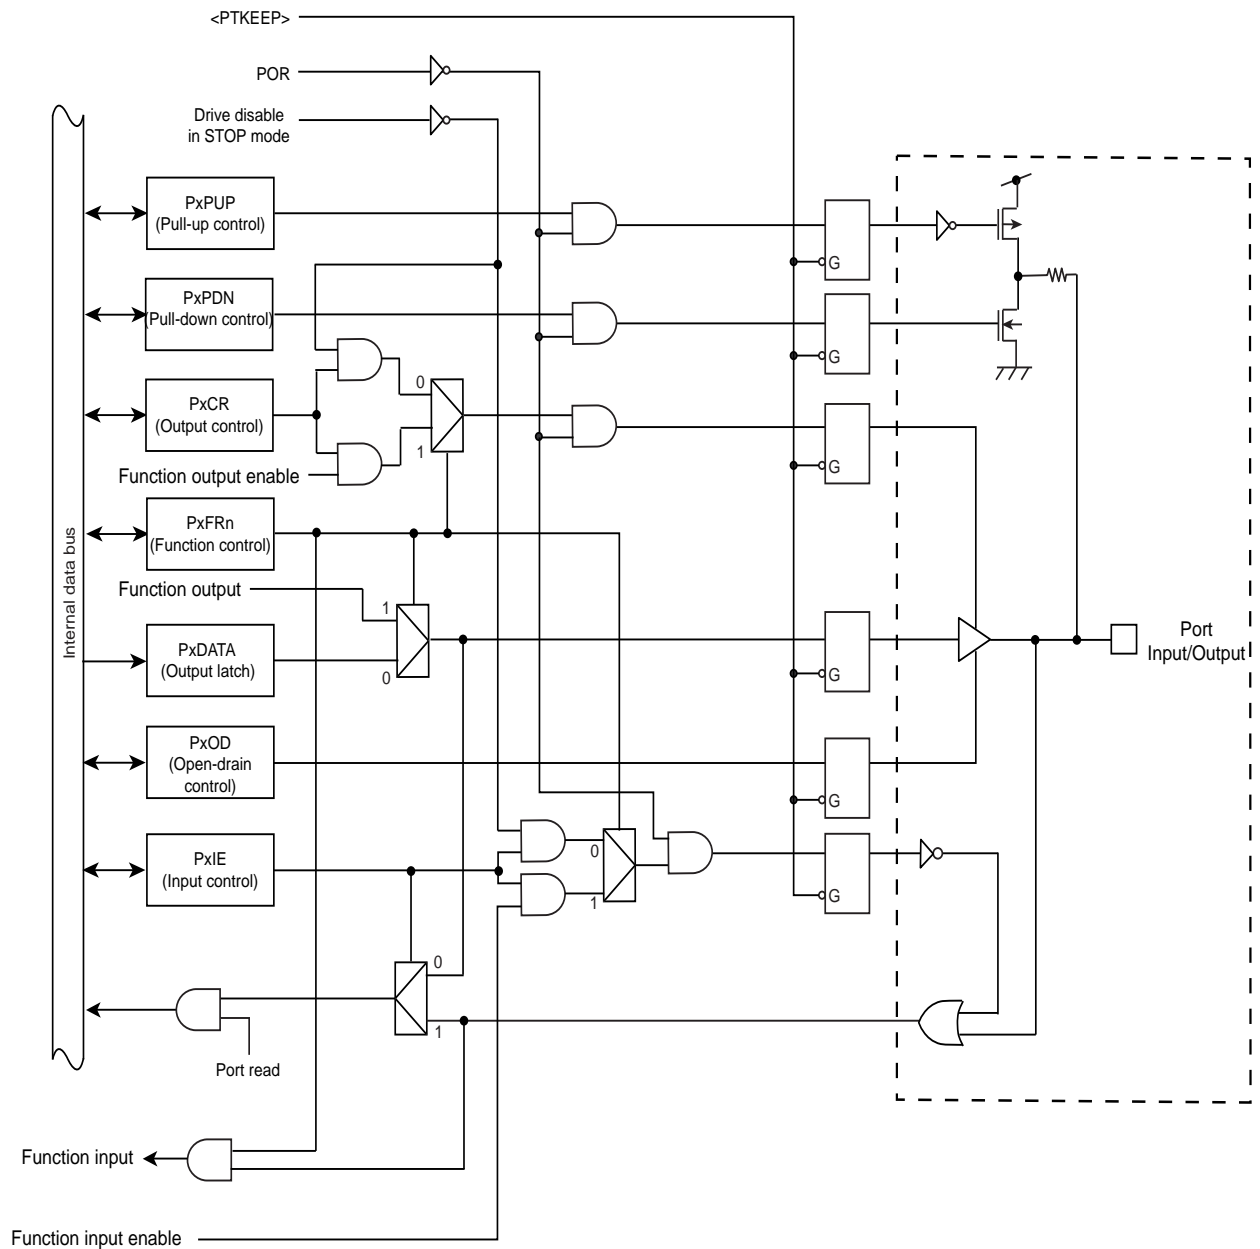 <PTKEEP>
POR
Drive disable
in STOP mode
PxPUP
(Pull-up control)
G
PxPDN
(Pull-down control)
G
PxCR
(Output control)
0
1
G
Function output enable
Internal data bus
PxFRn
(Function control)
Function output
1
0
PxDATA
(Output latch)
G
Port
Input/Output
PxOD
(Open-drain
control)
G
PxIE
(Input control)
0
1
G
0
1
Port read
Function input
Function input enable